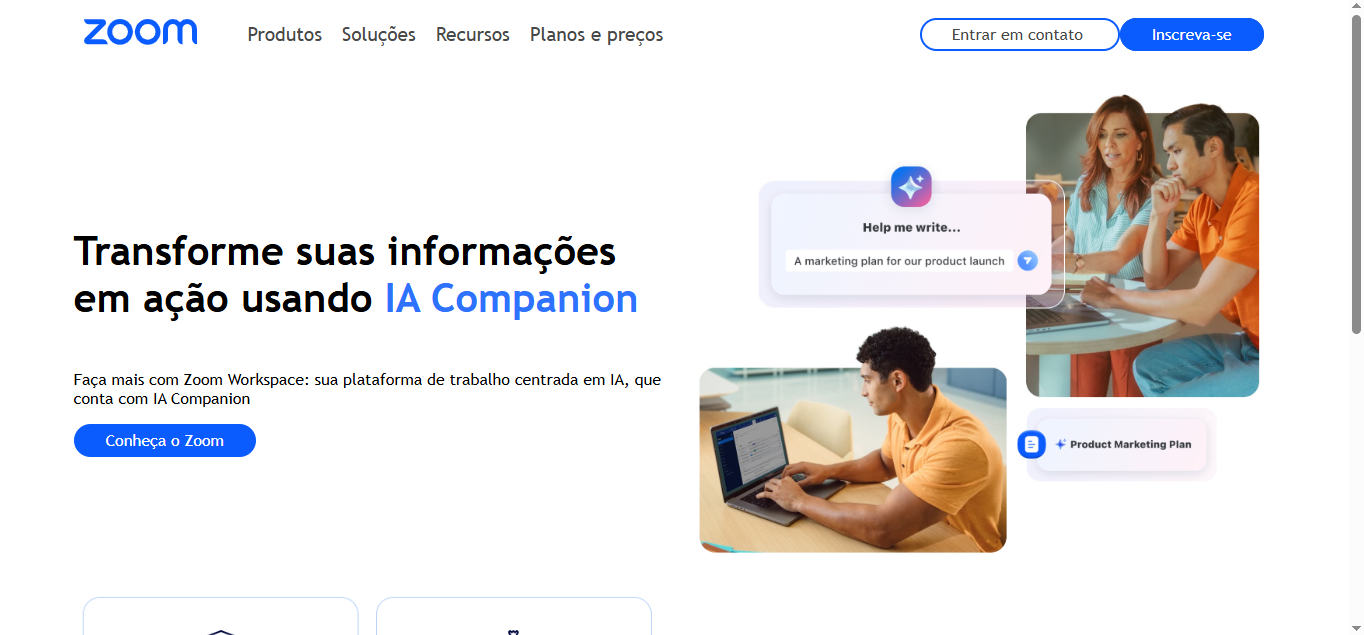 zoom
Produtos
Soluções
Recursos
Planos e preços
Entrar em contato
Inscreva-se
Transforme suas informações
em ação usando IA Companion
Faça mais com Zoom Workspace: sua plataforma de trabalho centrada em IA, que
conta com IA Companion
Conheça o Zoom
Help me write...
A marketing plan for our product launch
Product Marketing Plan